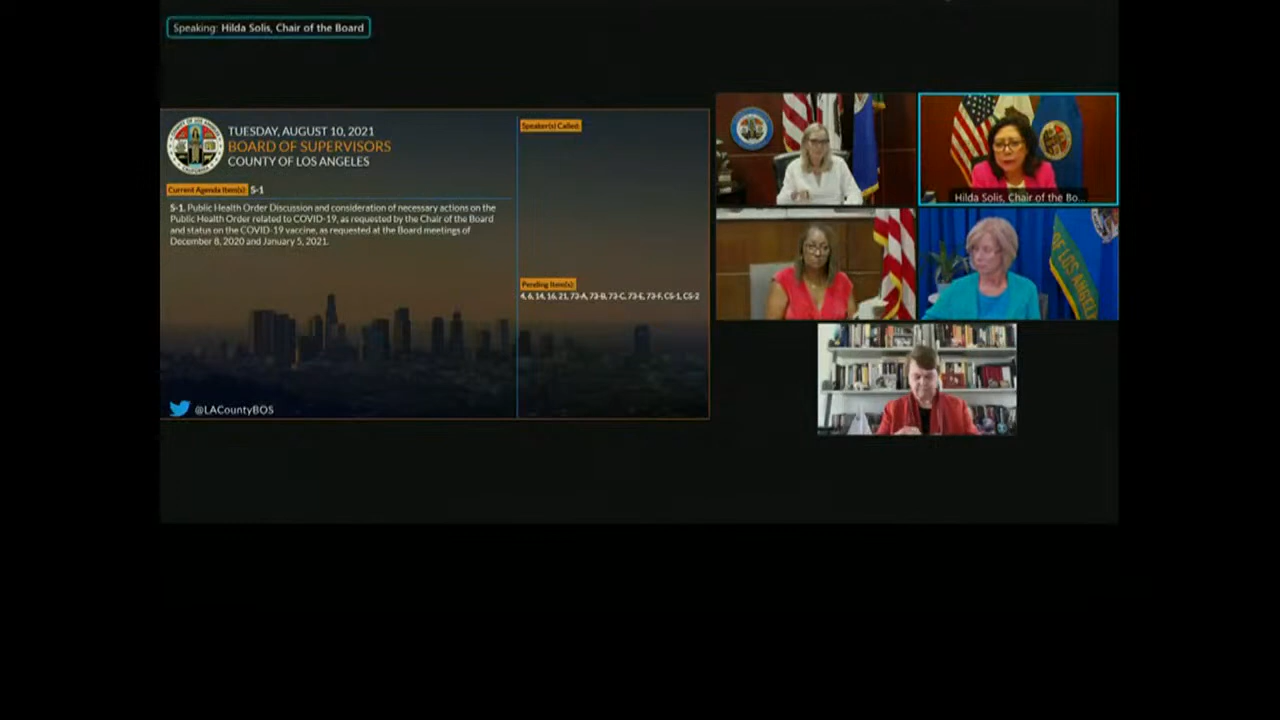 Speaking: Hilda Solis, Chair of the Board
TUESDAY, AUGUST 10, 2021
BOARD OF SUPERVISORS
COUNTY OF LOS ANGELES
Current Agenda Item(s): S-1
S-1. Public Health Order Discussion and consideration of necessary actions on the
Public Health Order related to COVID-19, as requested by the Chair of the Board
and status on the COVID-19 vaccine, as requested at the Board meetings of
December 8, 2020 and January 5, 2021.
@LACountyBOS
Speaker(s) Called:
Pending Item(s):
4, 6, 14, 16, 21, 73-A, 73-B, 73-C, 73-E, 73-F, CS-1, CS-2
Hilda Solis, Chair of the Bo...
OF LOS ANGELES